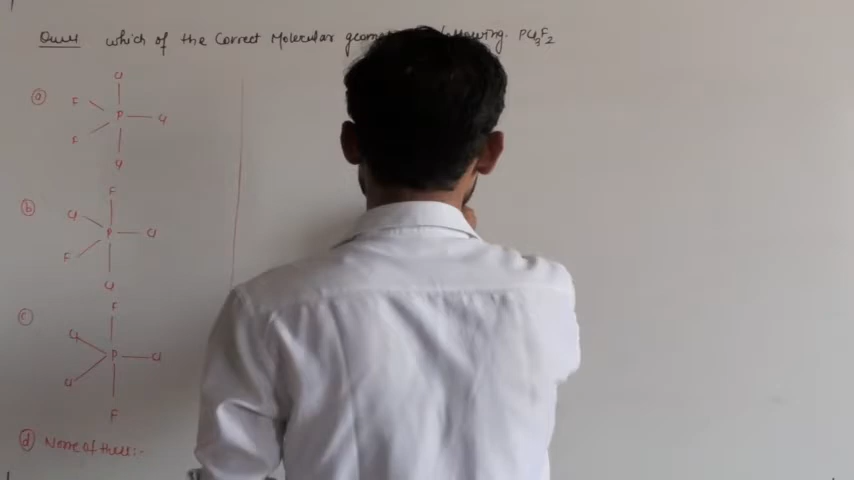 Ques which of the Correct Molecular geom following. PCl3F2
(a)
Cl
F
P Cl
F
Cl
(b)
F
Cl
P Cl
F
Cl
(c)
F
Cl
P Cl
Cl
F
(d) None of these:-